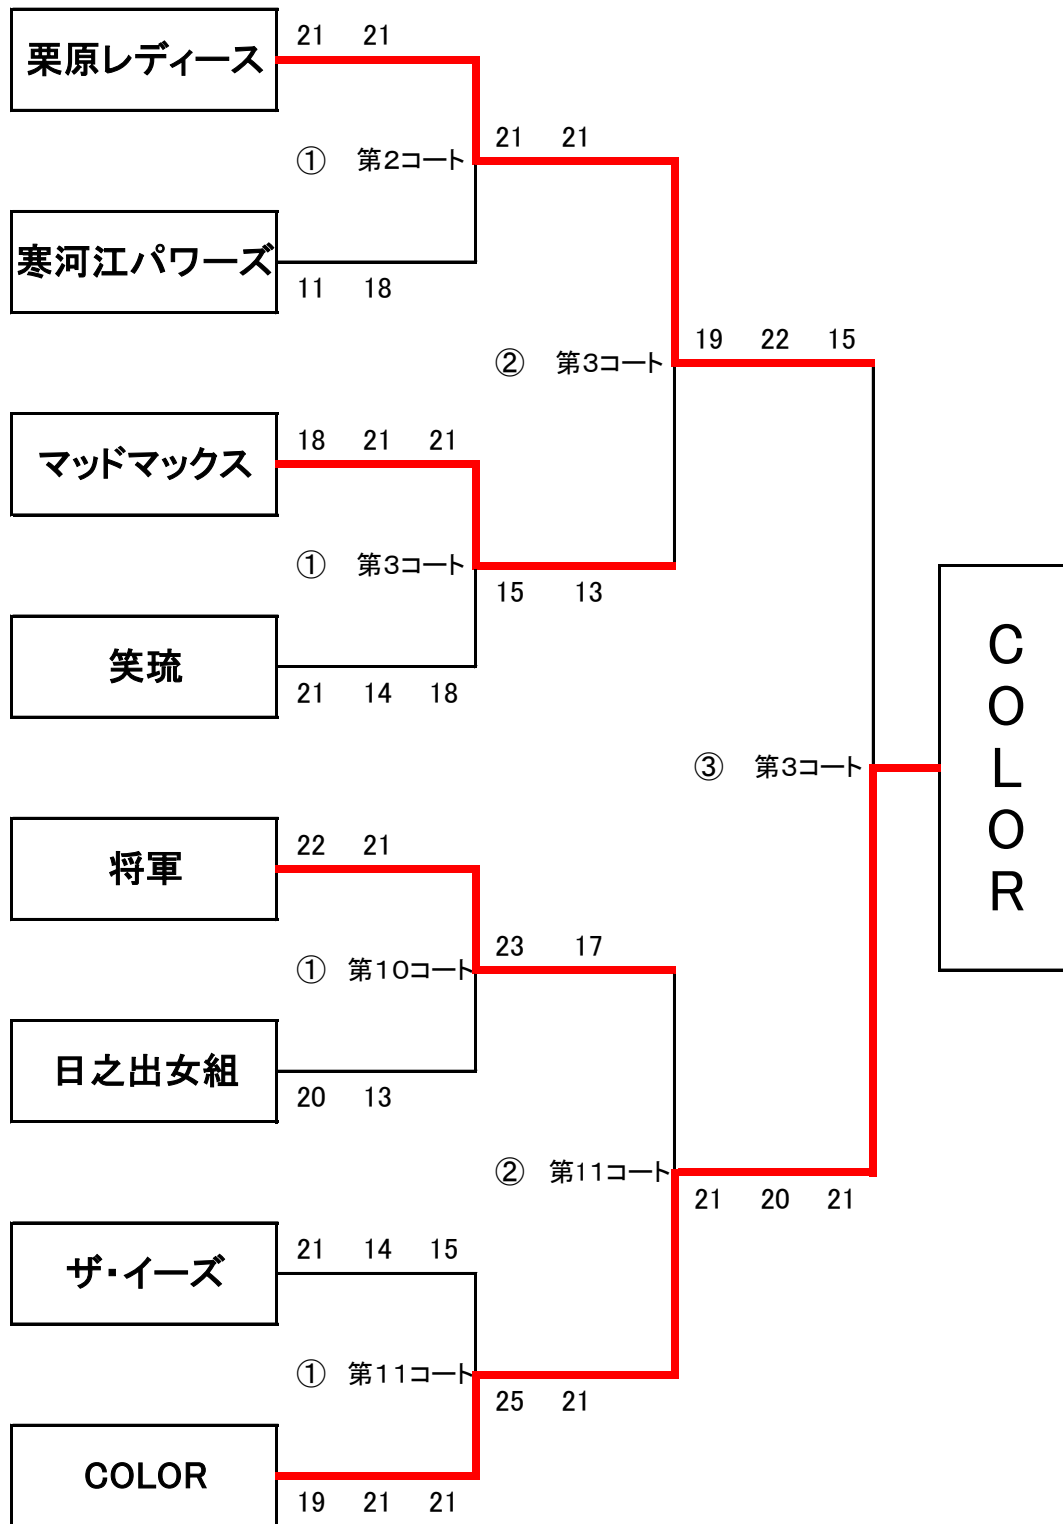 栗原レディース
21 21
① 第2コート
21 21
寒河江パワーズ
11 18
② 第3コート
19 22 15
マッドマックス
18 21 21
① 第3コート
15 13
笑琉
21 14 18
③ 第3コート
COLOR
将軍
22 21
① 第10コート
23 17
日之出女組
20 13
② 第11コート
21 20 21
ザ・イーズ
21 14 15
① 第11コート
25 21
COLOR
19 21 21